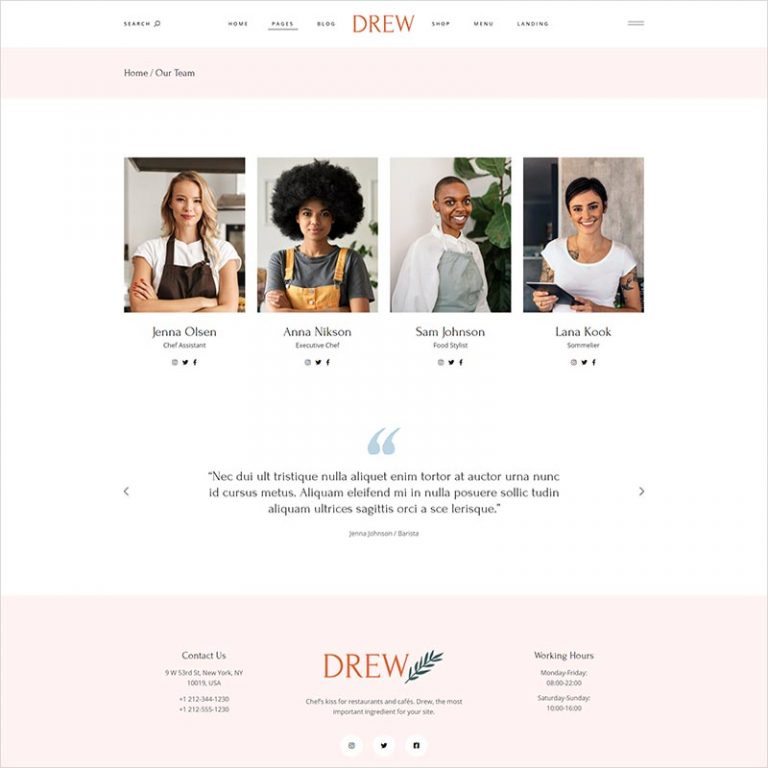 SEARCH
HOME
PAGES
BLOG
DREW
SHOP
MENU
LANDING
Home / Our Team
Jenna Olsen
Chef Assistant
Anna Nikson
Executive Chef
Sam Johnson
Food Stylist
Lana Kook
Sommelier
“Nec dui ult tristique nulla aliquet enim tortor at auctor urna nunc
id cursus metus. Aliquam eleifend mi in nulla posuere sollic tudin
aliquam ultrices sagittis orci a sce lerisque.”
Jenna Johnson / Barista
Contact Us
9 W 53rd St, New York, NY
10019, USA
+1 212-344-1230
+1 212-555-1230
DREW
Chef's kiss for restaurants and cafés. Drew, the most
important ingredient for your site.
Working Hours
Monday-Friday:
08:00-22:00
Saturday-Sunday:
10:00-16:00